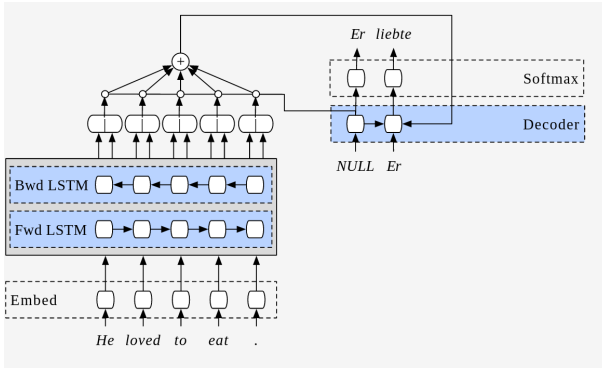 Er liebte
Softmax
Decoder
NULL Er
+
Bwd LSTM
Fwd LSTM
Embed
He loved to eat .